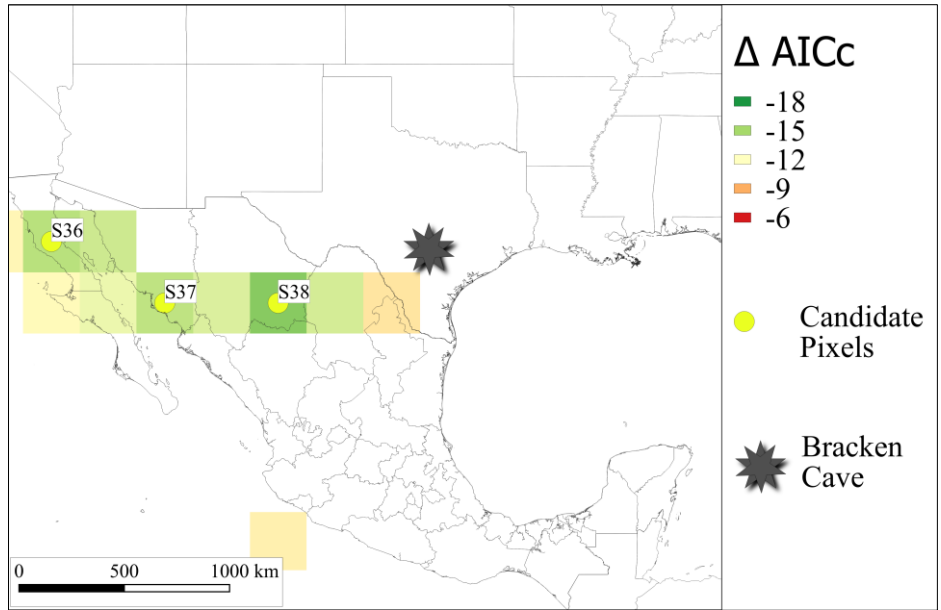 S36
S37
S38
0 500 1000 km
Δ AICc
-18
-15
-12
-9
-6
Candidate
Pixels
Bracken
Cave